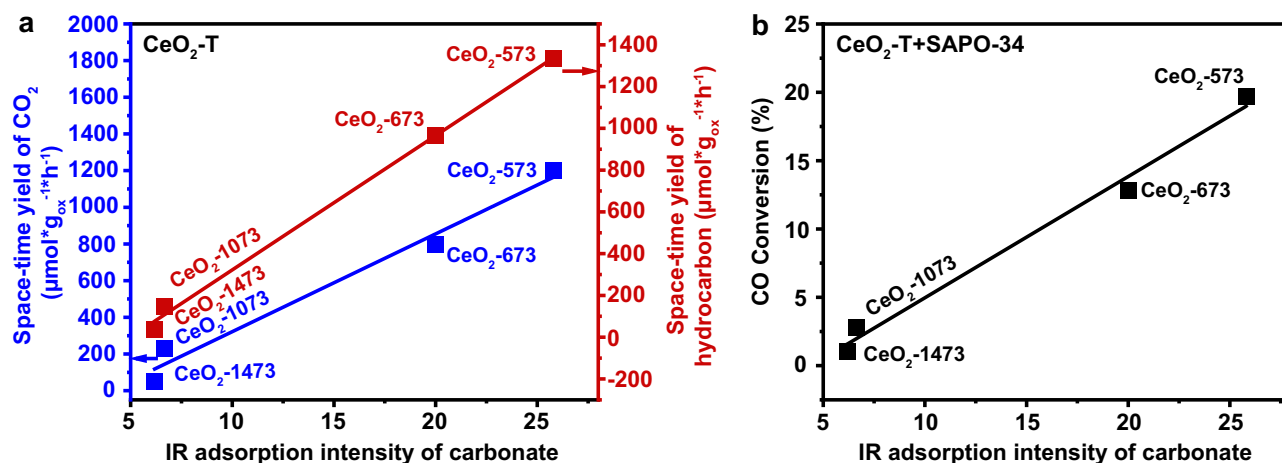 a
CeO₂-T
Space-time yield of CO₂
(μmol*gₒₓ⁻¹*h⁻¹)
2000
1800
1600
1400
1200
1000
800
600
400
200
0
CeO₂-573
CeO₂-673
CeO₂-573
CeO₂-673
CeO₂-1073
CeO₂-1473
CeO₂-1073
CeO₂-1473
1400
1200
1000
800
600
400
200
0
-200
Space-time yield of
hydrocarbon (μmol*gₒₓ⁻¹*h⁻¹)
5 10 15 20 25
IR adsorption intensity of carbonate
b
CeO₂-T+SAPO-34
CO Conversion (%)
25
20
15
10
5
0
CeO₂-573
CeO₂-673
CeO₂-1073
CeO₂-1473
5 10 15 20 25
IR adsorption intensity of carbonate